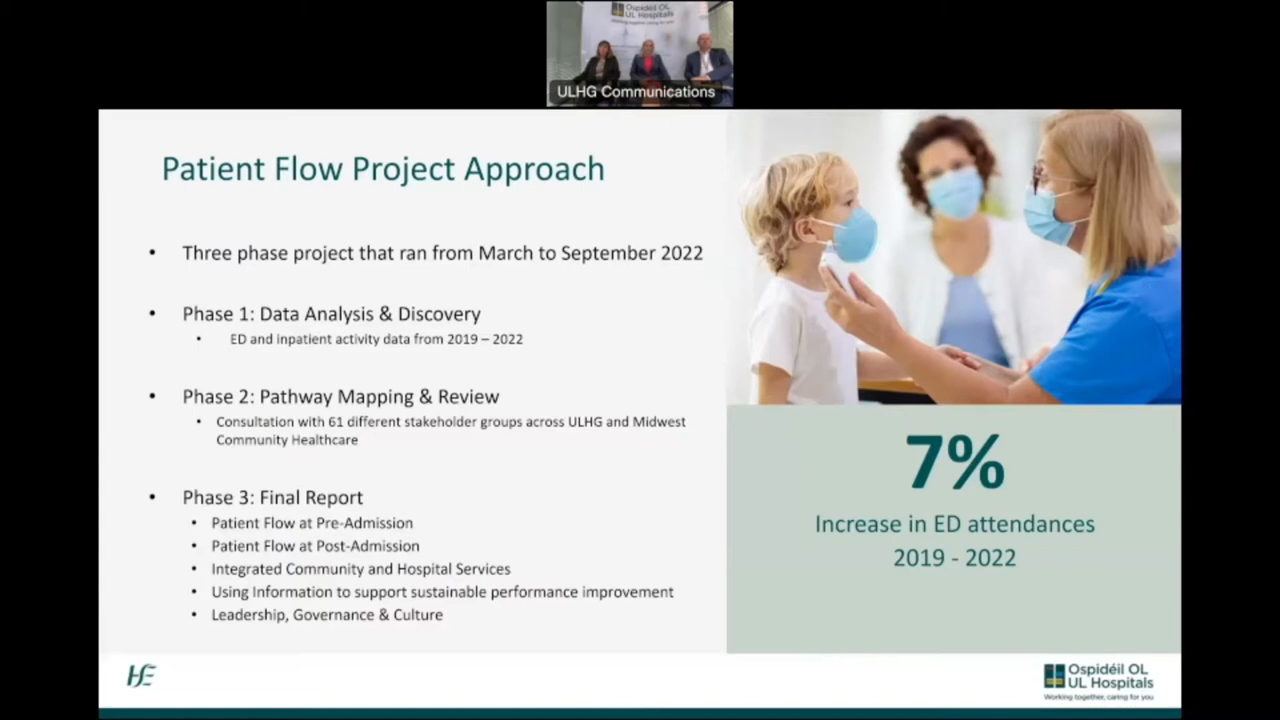 Ospidéil OL
UL Hospitals
ULHG Communications
Patient Flow Project Approach
• Three phase project that ran from March to September 2022
• Phase 1: Data Analysis & Discovery
• ED and inpatient activity data from 2019 – 2022
• Phase 2: Pathway Mapping & Review
• Consultation with 61 different stakeholder groups across ULHG and Midwest
Community Healthcare
• Phase 3: Final Report
• Patient Flow at Pre-Admission
• Patient Flow at Post-Admission
• Integrated Community and Hospital Services
• Using Information to support sustainable performance improvement
• Leadership, Governance & Culture
7%
Increase in ED attendances
2019 - 2022
Ospidéil OL
UL Hospitals
Working together, caring for you